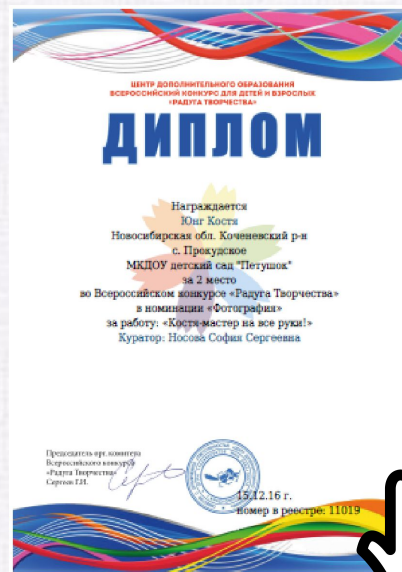 ЦЕНТР ДОПОЛНИТЕЛЬНОГО ОБРАЗОВАНИЯ
ВСЕРОССИЙСКИЙ КОНКУРС ДЛЯ ДЕТЕЙ И ВЗРОСЛЫХ
«РАДУГА ТВОРЧЕСТВА»
ДИПЛОМ
Награждается
Юнг Костя
Новосибирская обл. Коченевский р-н
с. Прокудское
МКДОУ детский сад "Петушок"
за 2 место
во Всероссийском конкурсе «Радуга Творчества»
в номинации «Фотография»
за работу: «Костя-мастер на все руки!»
Куратор: Носова София Сергеевна
Председатель орг. комитета
Всероссийского конкурса
«Радуга Творчества»
Сергеев Г.И.
15.12.16 г.
номер в реестре: 11019